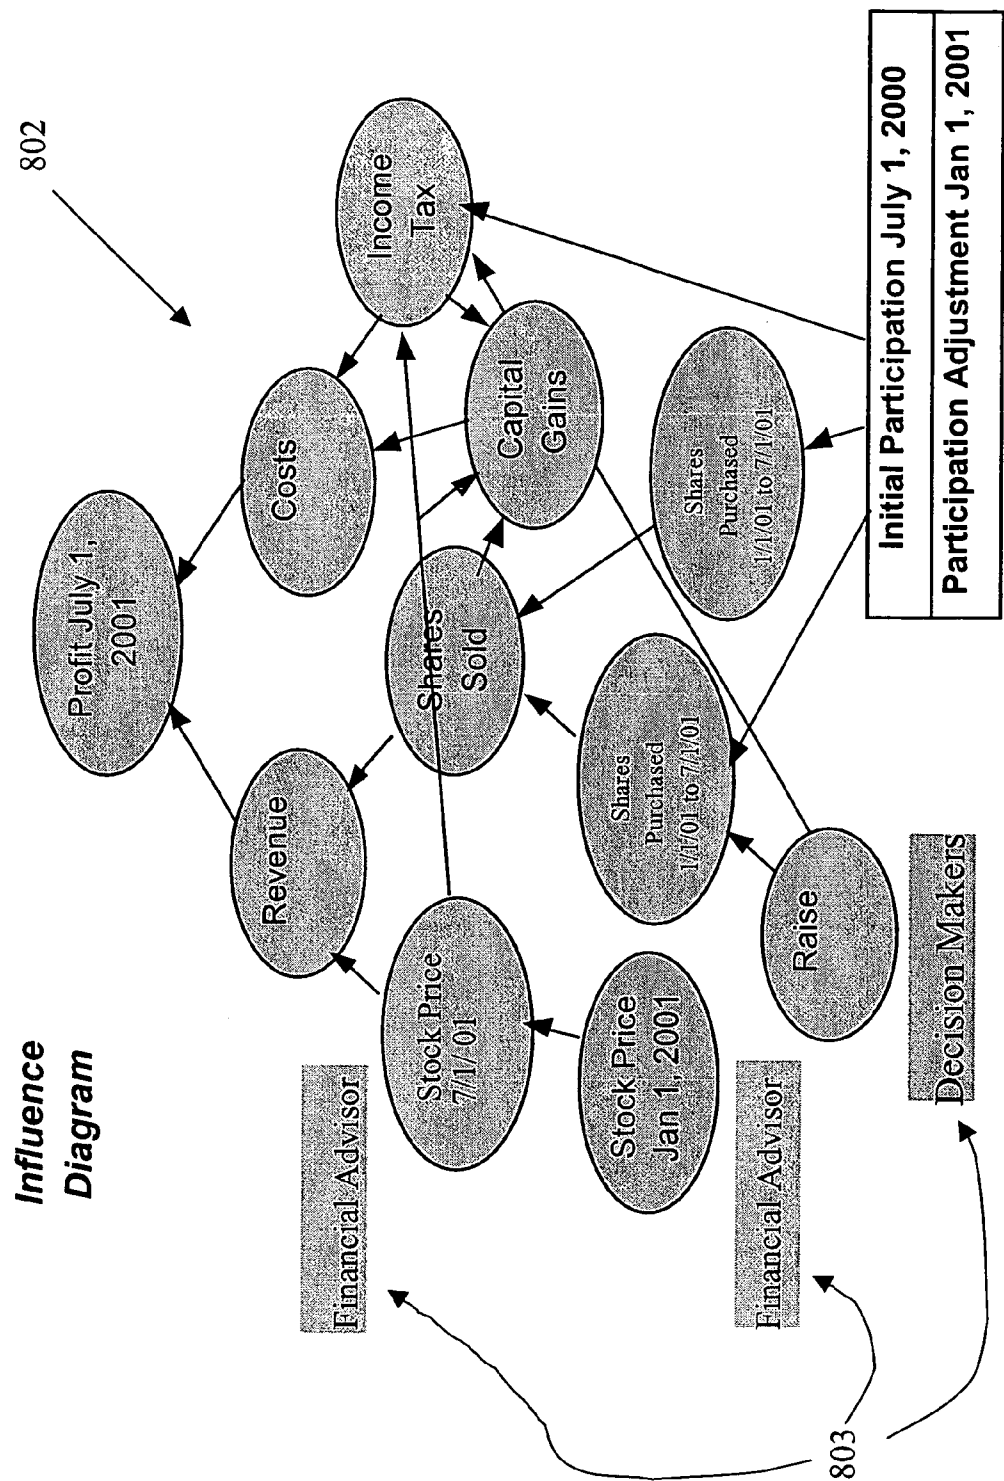 Influence
Diagram
802
Profit July 1,
2001
Revenue
Costs
Income
Tax
Financial Advisor
Stock Price
7/1/01
Shares
Sold
Capital
Gains
Stock Price
Jan 1, 2001
Shares
Purchased
1/1/01 to 7/1/01
Shares
Purchased
1/1/01 to 7/1/01
Financial Advisor
Raise
803
Decision Makers
Initial Participation July 1, 2000
Participation Adjustment Jan 1, 2001